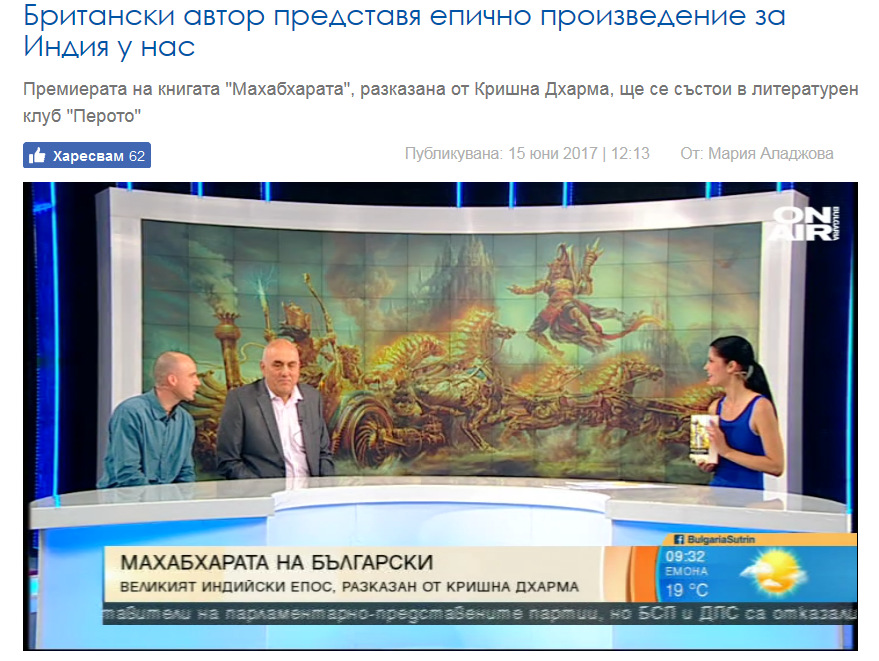 Британски автор представя епично произведение за
Индия у нас
Премиерата на книгата "Махабхарата", разказана от Кришна Дхарма, ще се състои в литературен
клуб "Перото"
Харесвам 62
Публикувана: 15 юни 2017 | 12:13
От: Мария Аладжова
ON
AIR
BULGARIA
BulgariaSutrin
МАХАБХАРАТА НА БЪЛГАРСКИ
ВЕЛИКИЯТ ИНДИЙСКИ ЕПОС, РАЗКАЗАН ОТ КРИШНА ДХАРМА
09:32
ЕМОНА
19 °C
тавители на парламентарно-представените партии, но БСП и ДПС са отказали